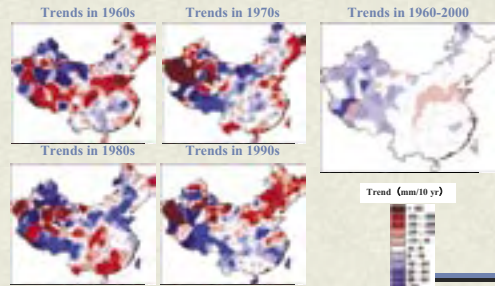 Trends in 1960s
Trends in 1970s
Trends in 1960-2000
Trends in 1980s
Trends in 1990s
Trend（mm/10 yr）